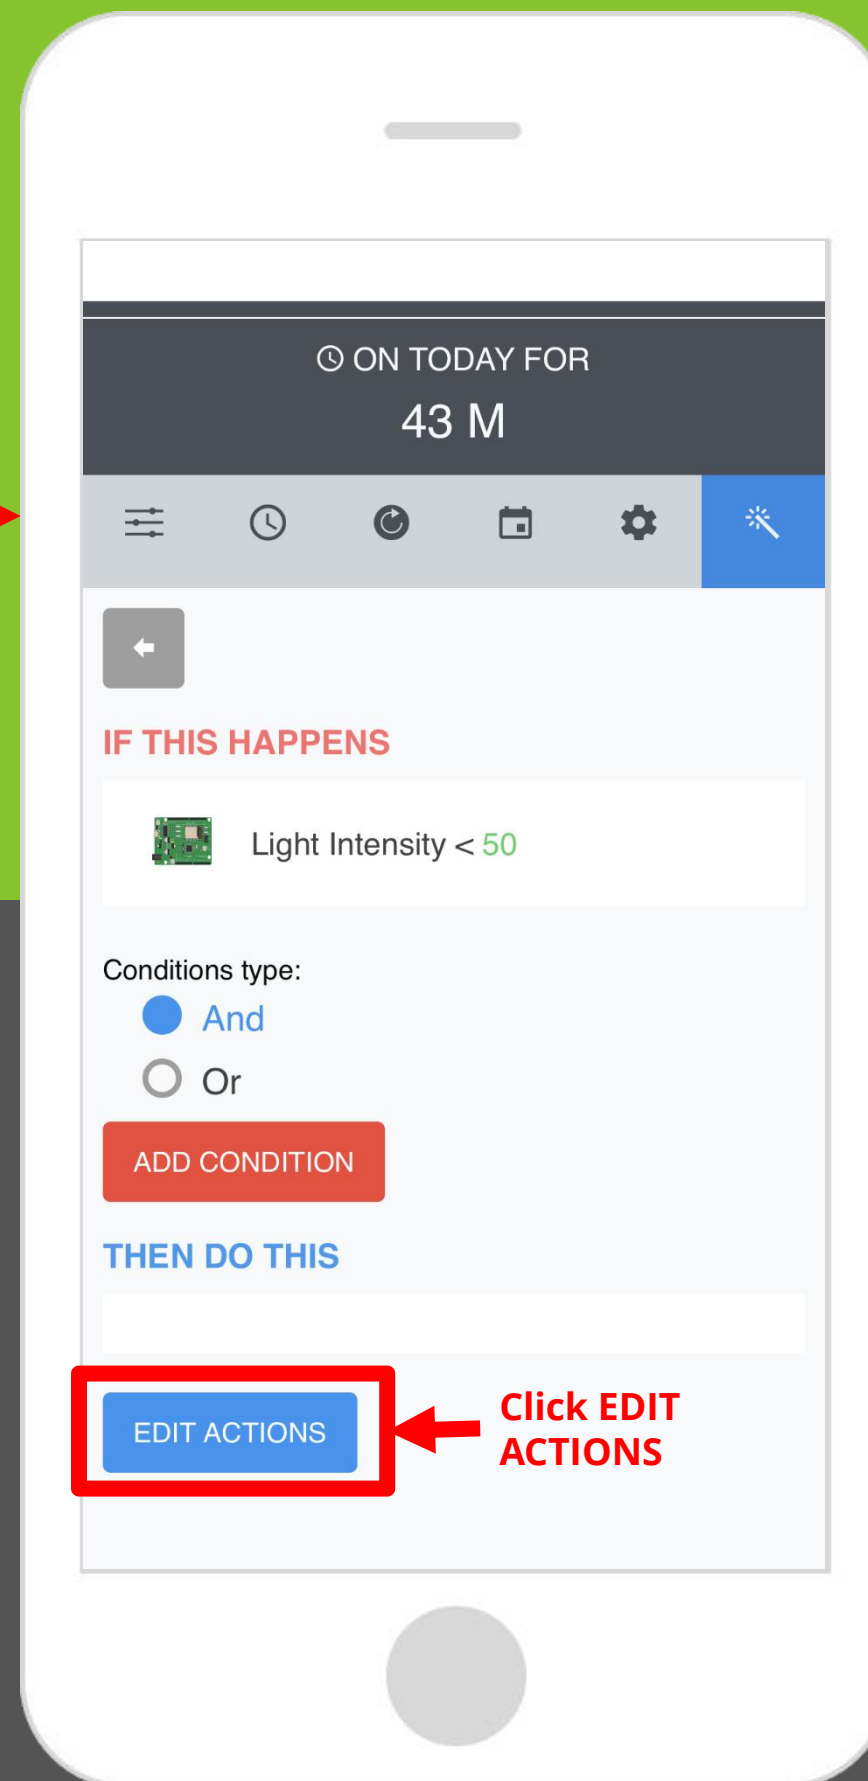 ON TODAY FOR
43 M
IF THIS HAPPENS
Light Intensity < 50
Conditions type:
And
Or
ADD CONDITION
THEN DO THIS
EDIT ACTIONS
Click EDIT
ACTIONS